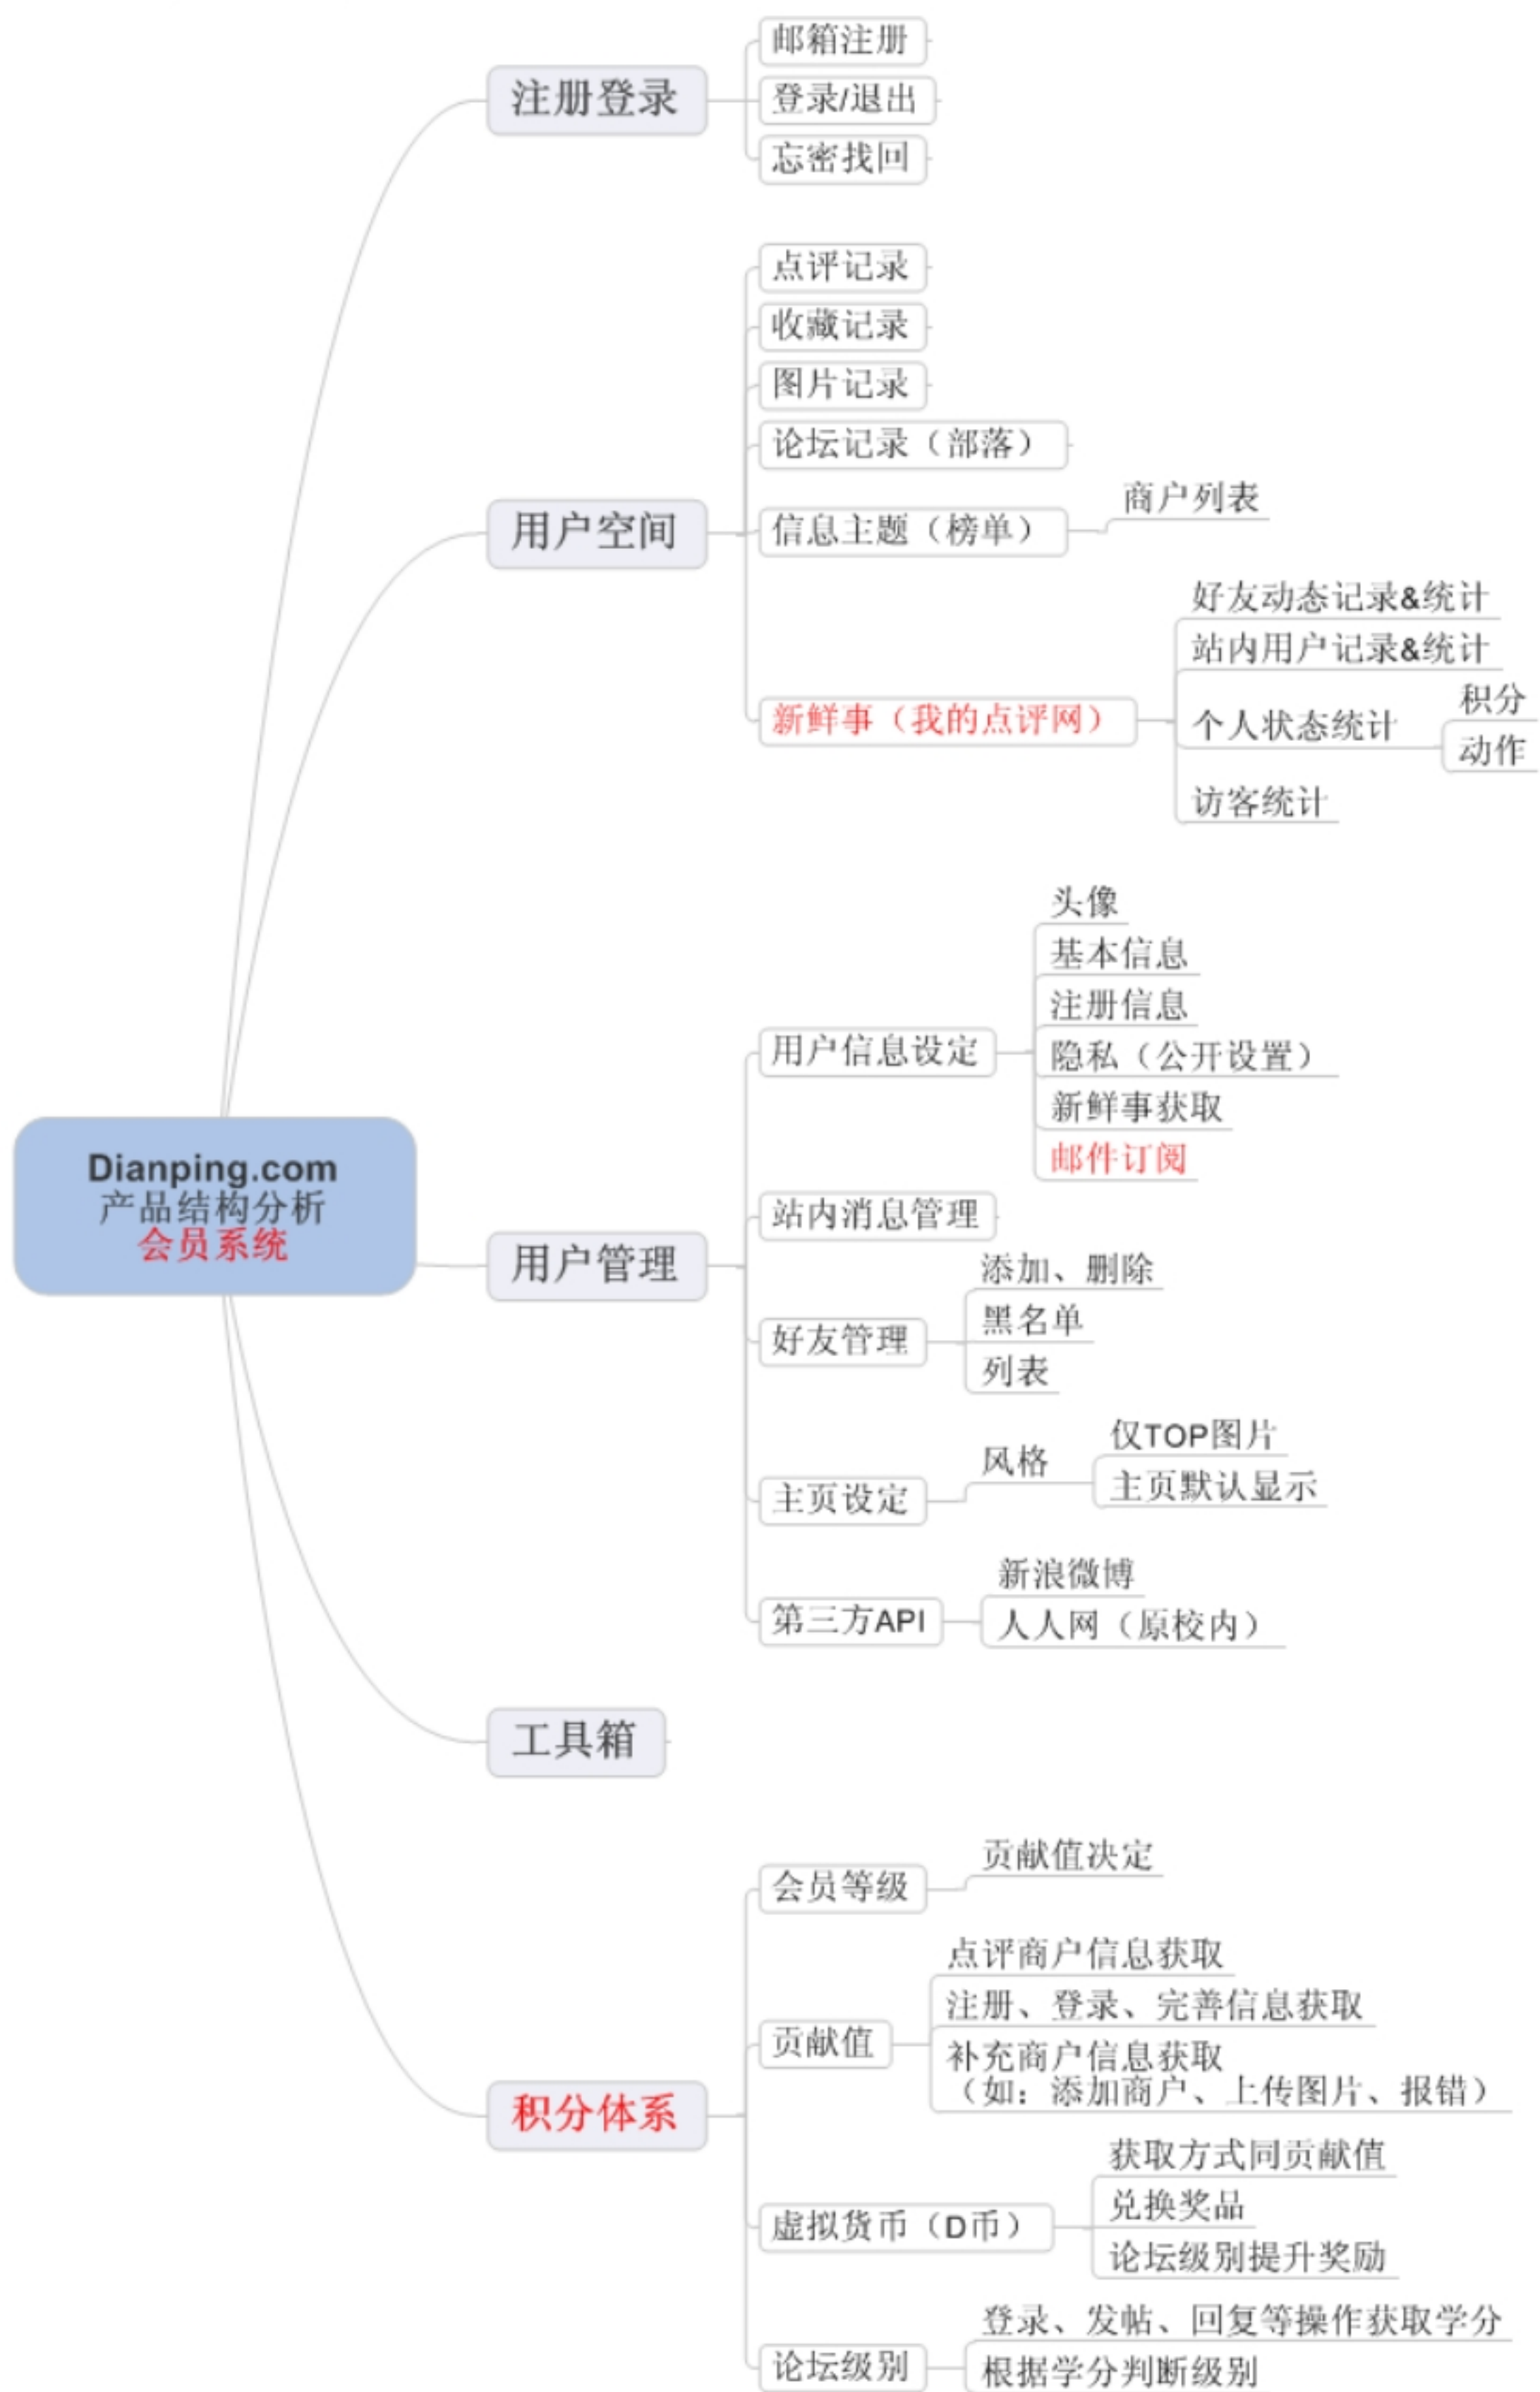 Dianping.com
产品结构分析
会员系统
注册登录
邮箱注册
登录/退出
忘密找回
用户空间
点评记录
收藏记录
图片记录
论坛记录（部落）
信息主题（榜单）
商户列表
新鲜事（我的点评网）
好友动态记录&统计
站内用户记录&统计
个人状态统计
积分
动作
访客统计
用户管理
用户信息设定
头像
基本信息
注册信息
隐私（公开设置）
新鲜事获取
邮件订阅
站内消息管理
好友管理
添加、删除
黑名单
列表
主页设定
风格
仅TOP图片
主页默认显示
第三方API
新浪微博
人人网（原校内）
工具箱
积分体系
会员等级
贡献值决定
贡献值
点评商户信息获取
注册、登录、完善信息获取
补充商户信息获取
（如：添加商户、上传图片、报错）
虚拟货币（D币）
获取方式同贡献值
兑换奖品
论坛级别提升奖励
论坛级别
登录、发帖、回复等操作获取学分
根据学分判断级别